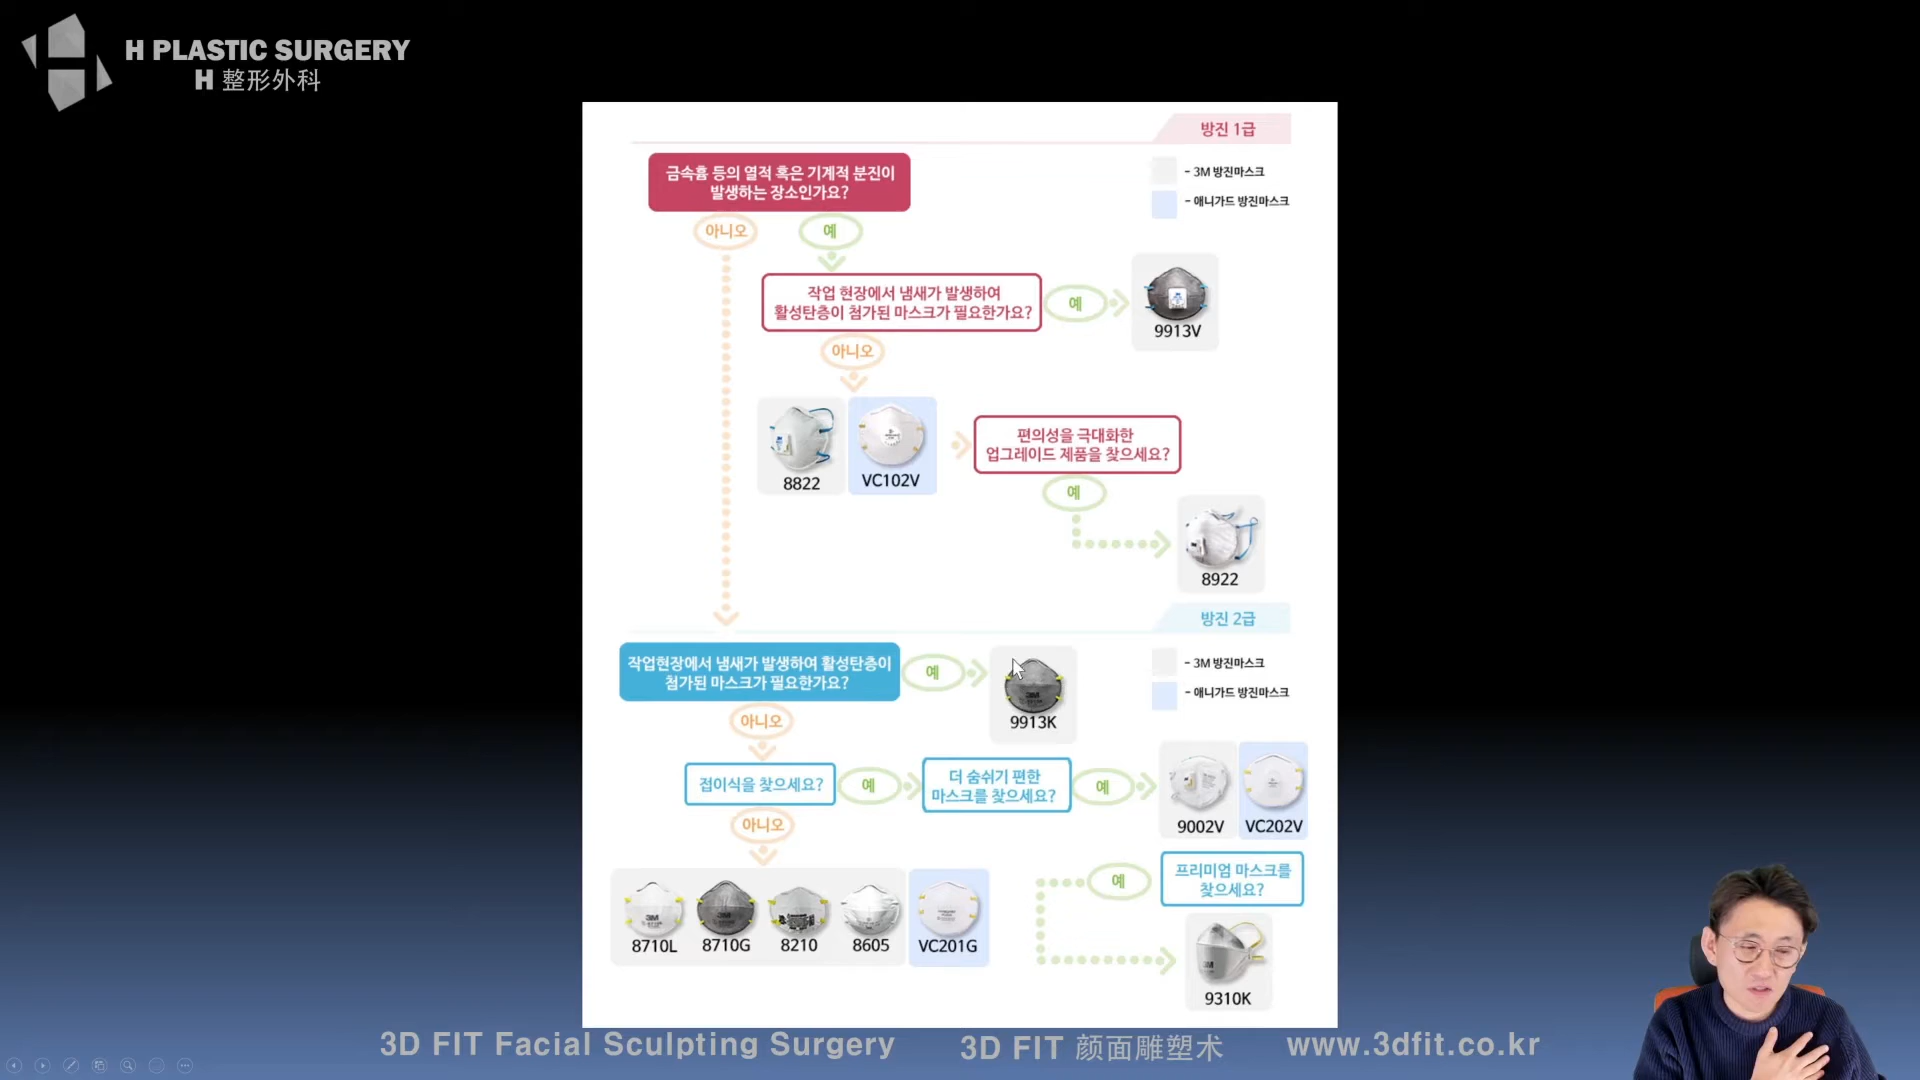 H PLASTIC SURGERY
H 整形外科
방진 1급
금속흄 등의 열적 혹은 기계적 분진이
발생하는 장소인가요?
- 3M 방진마스크
- 애니가드 방진마스크
아니오
예
작업 현장에서 냄새가 발생하여
활성탄층이 첨가된 마스크가 필요한가요?
예
9913V
아니오
8822
VC102V
편의성을 극대화한
업그레이드 제품을 찾으세요?
예
8922
방진 2급
작업현장에서 냄새가 발생하여 활성탄층이
첨가된 마스크가 필요한가요?
예
9913K
- 3M 방진마스크
- 애니가드 방진마스크
아니오
접이식을 찾으세요?
예
더 숨쉬기 편한
마스크를 찾으세요?
예
9002V
VC202V
아니오
예
프리미엄 마스크를
찾으세요?
3M
3M
8710L
8710G
8210
8605
VC201G
3M
9310K
3D FIT Facial Sculpting Surgery
3D FIT 颜面雕塑术
www.3dfit.co.kr